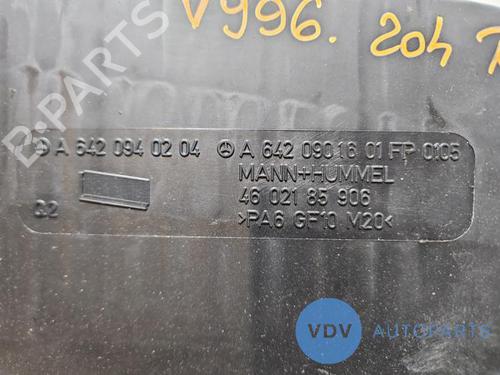 V996. 204
A 642 094 02 04 A 642 090 16 01 FP 0105
MANN+HUMMEL
46 021 85 906
Q2 >PA6 GF10 M20<
B-PARTS
VDV AUTOPARTS